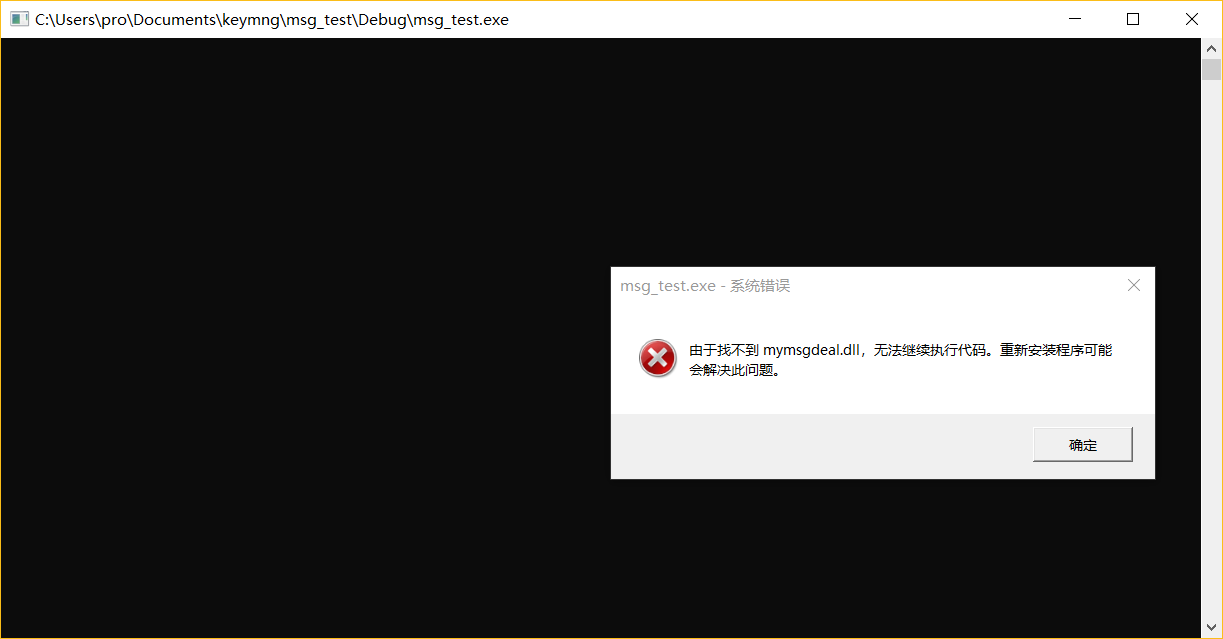 C:\Users\pro\Documents\keymng\msg_test\Debug\msg_test.exe
msg_test.exe - 系统错误
由于找不到 mymsgdeal.dll，无法继续执行代码。重新安装程序可能
会解决此问题。
确定